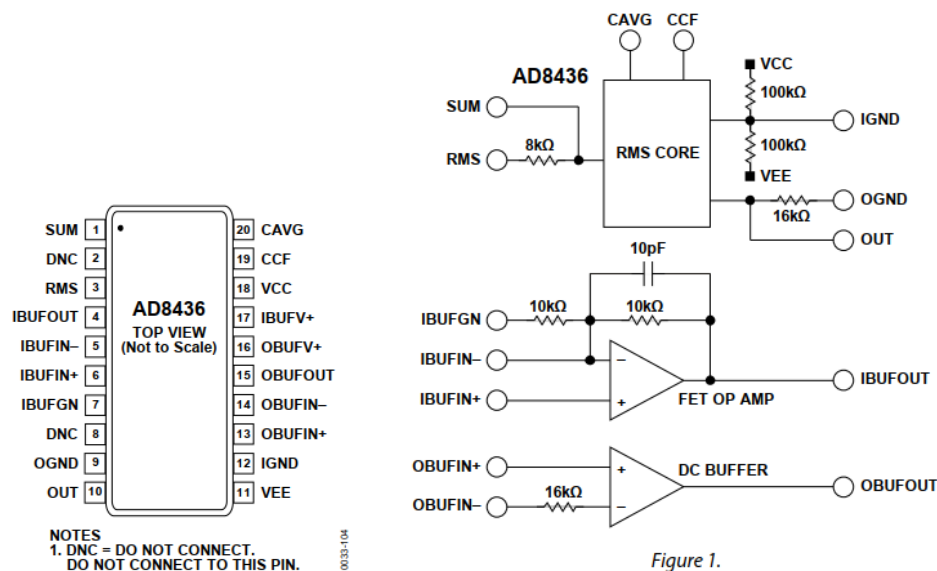 SUM 1
DNC 2
RMS 3
IBUFOUT 4
IBUFIN– 5
IBUFIN+ 6
IBUFGN 7
DNC 8
OGND 9
OUT 10
AD8436
TOP VIEW
(Not to Scale)
20 CAVG
19 CCF
18 VCC
17 IBUFV+
16 OBUFV+
15 OBUFOUT
14 OBUFIN–
13 OBUFIN+
12 IGND
11 VEE
NOTES
1. DNC = DO NOT CONNECT.
DO NOT CONNECT TO THIS PIN.
0033-104
CAVG CCF
AD8436
SUM
RMS
8kΩ
RMS CORE
VCC
100kΩ
IGND
100kΩ
VEE
OGND
16kΩ
OUT
10pF
IBUFGN
10kΩ
10kΩ
IBUFIN–
–
IBUFIN+
+
FET OP AMP
IBUFOUT
OBUFIN+
+
DC BUFFER
OBUFIN–
16kΩ
–
OBUFOUT
Figure 1.